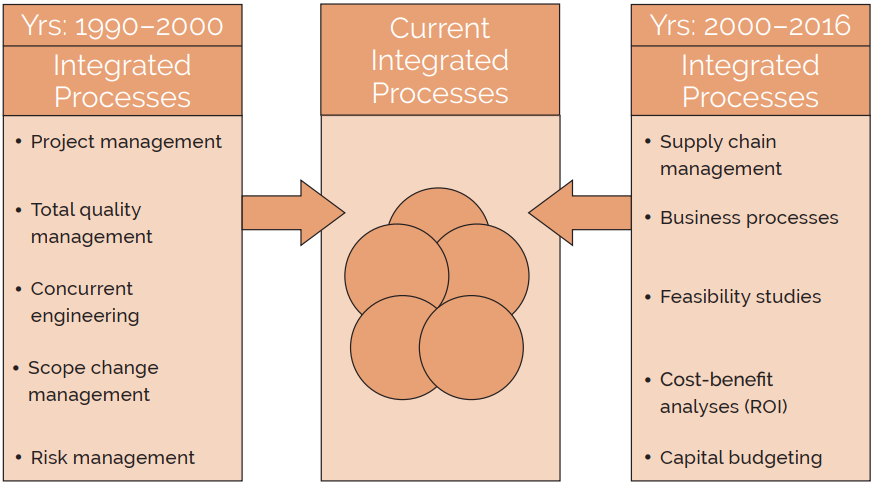 Yrs: 1990–2000
Integrated
Processes
• Project management
• Total quality
management
• Concurrent
engineering
• Scope change
management
• Risk management
Current
Integrated
Processes
Yrs: 2000–2016
Integrated
Processes
• Supply chain
management
• Business processes
• Feasibility studies
• Cost-benefit
analyses (ROI)
• Capital budgeting